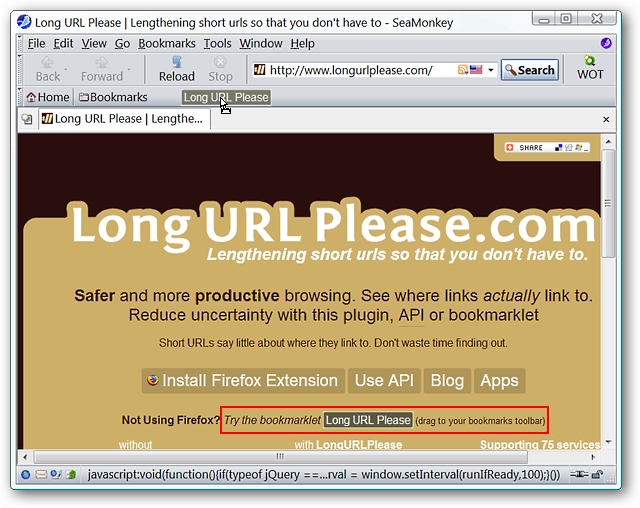 Long URL Please | Lengthening short urls so that you don't have to - SeaMonkey
File Edit View Go Bookmarks Tools Window Help
Back Forward Reload Stop http://www.longurlplease.com/ Search WOT
Home Bookmarks Long URL Please
Long URL Please | Lengthe...
SHARE
Long URL Please.com
Lengthening short urls so that you don't have to.
Safer and more productive browsing. See where links actually link to.
Reduce uncertainty with this plugin, API or bookmarklet
Short URLs say little about where they link to. Don't waste time finding out.
Install Firefox Extension Use API Blog Apps
Not Using Firefox? Try the bookmarklet Long URL Please (drag to your bookmarks toolbar)
without with LongURLPlease Supporting 75 services
javascript:void(function(){if(typeof jQuery ==...rval = window.setInterval(runIfReady,100);}())